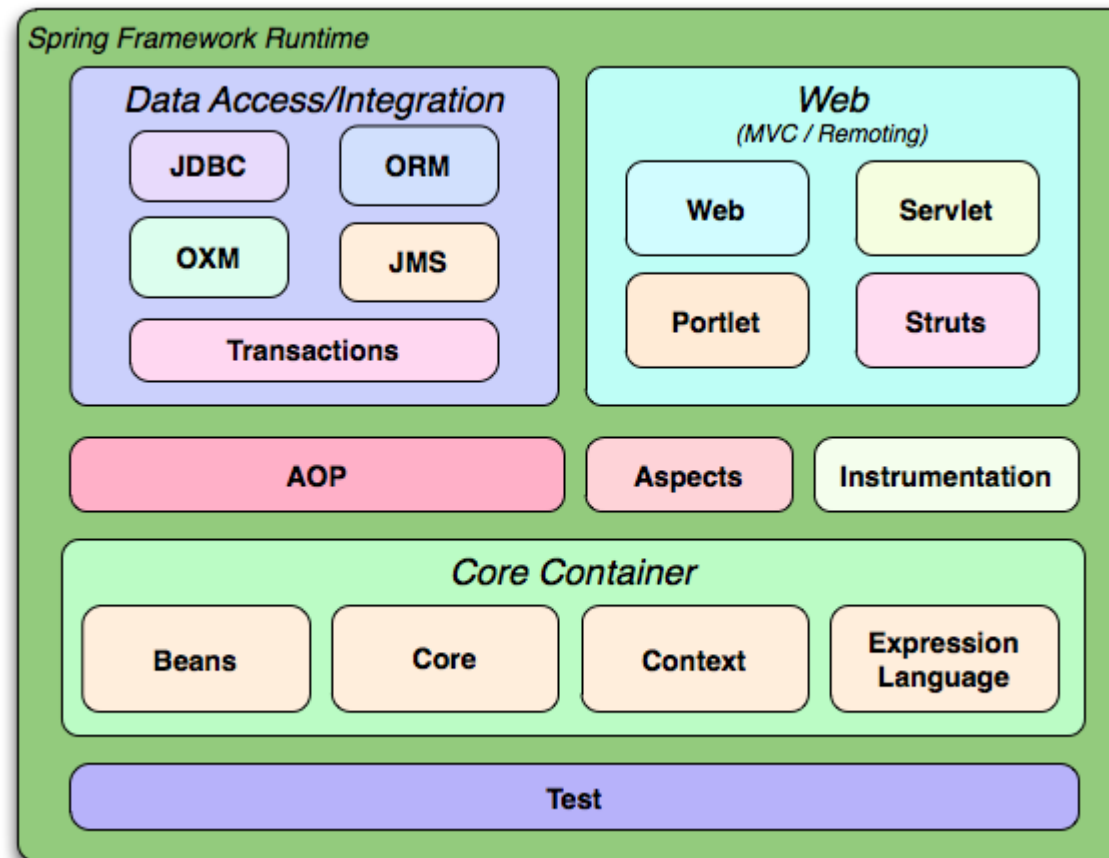 Spring Framework Runtime
Data Access/Integration
JDBC
ORM
OXM
JMS
Transactions
Web
(MVC / Remoting)
Web
Servlet
Portlet
Struts
AOP
Aspects
Instrumentation
Core Container
Beans
Core
Context
Expression
Language
Test